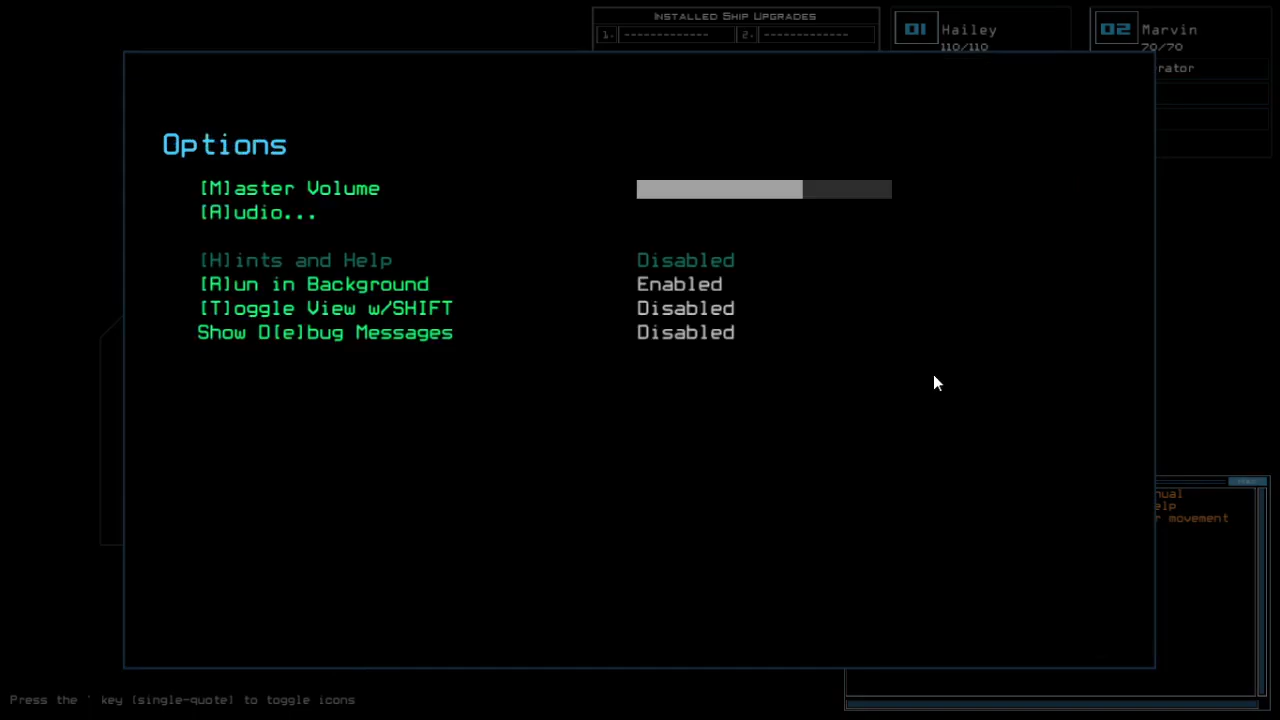 Installed Ship Upgrades
1. ------------- 2. -------------
01 Hailey
110/110
02 Marvin
70/70
rator
Options
[M]aster Volume
[A]udio...
[H]ints and Help Disabled
[R]un in Background Enabled
[T]oggle View w/SHIFT Disabled
Show D[e]bug Messages Disabled
nual
elp
r movement
Press the ' key (single-quote) to toggle icons